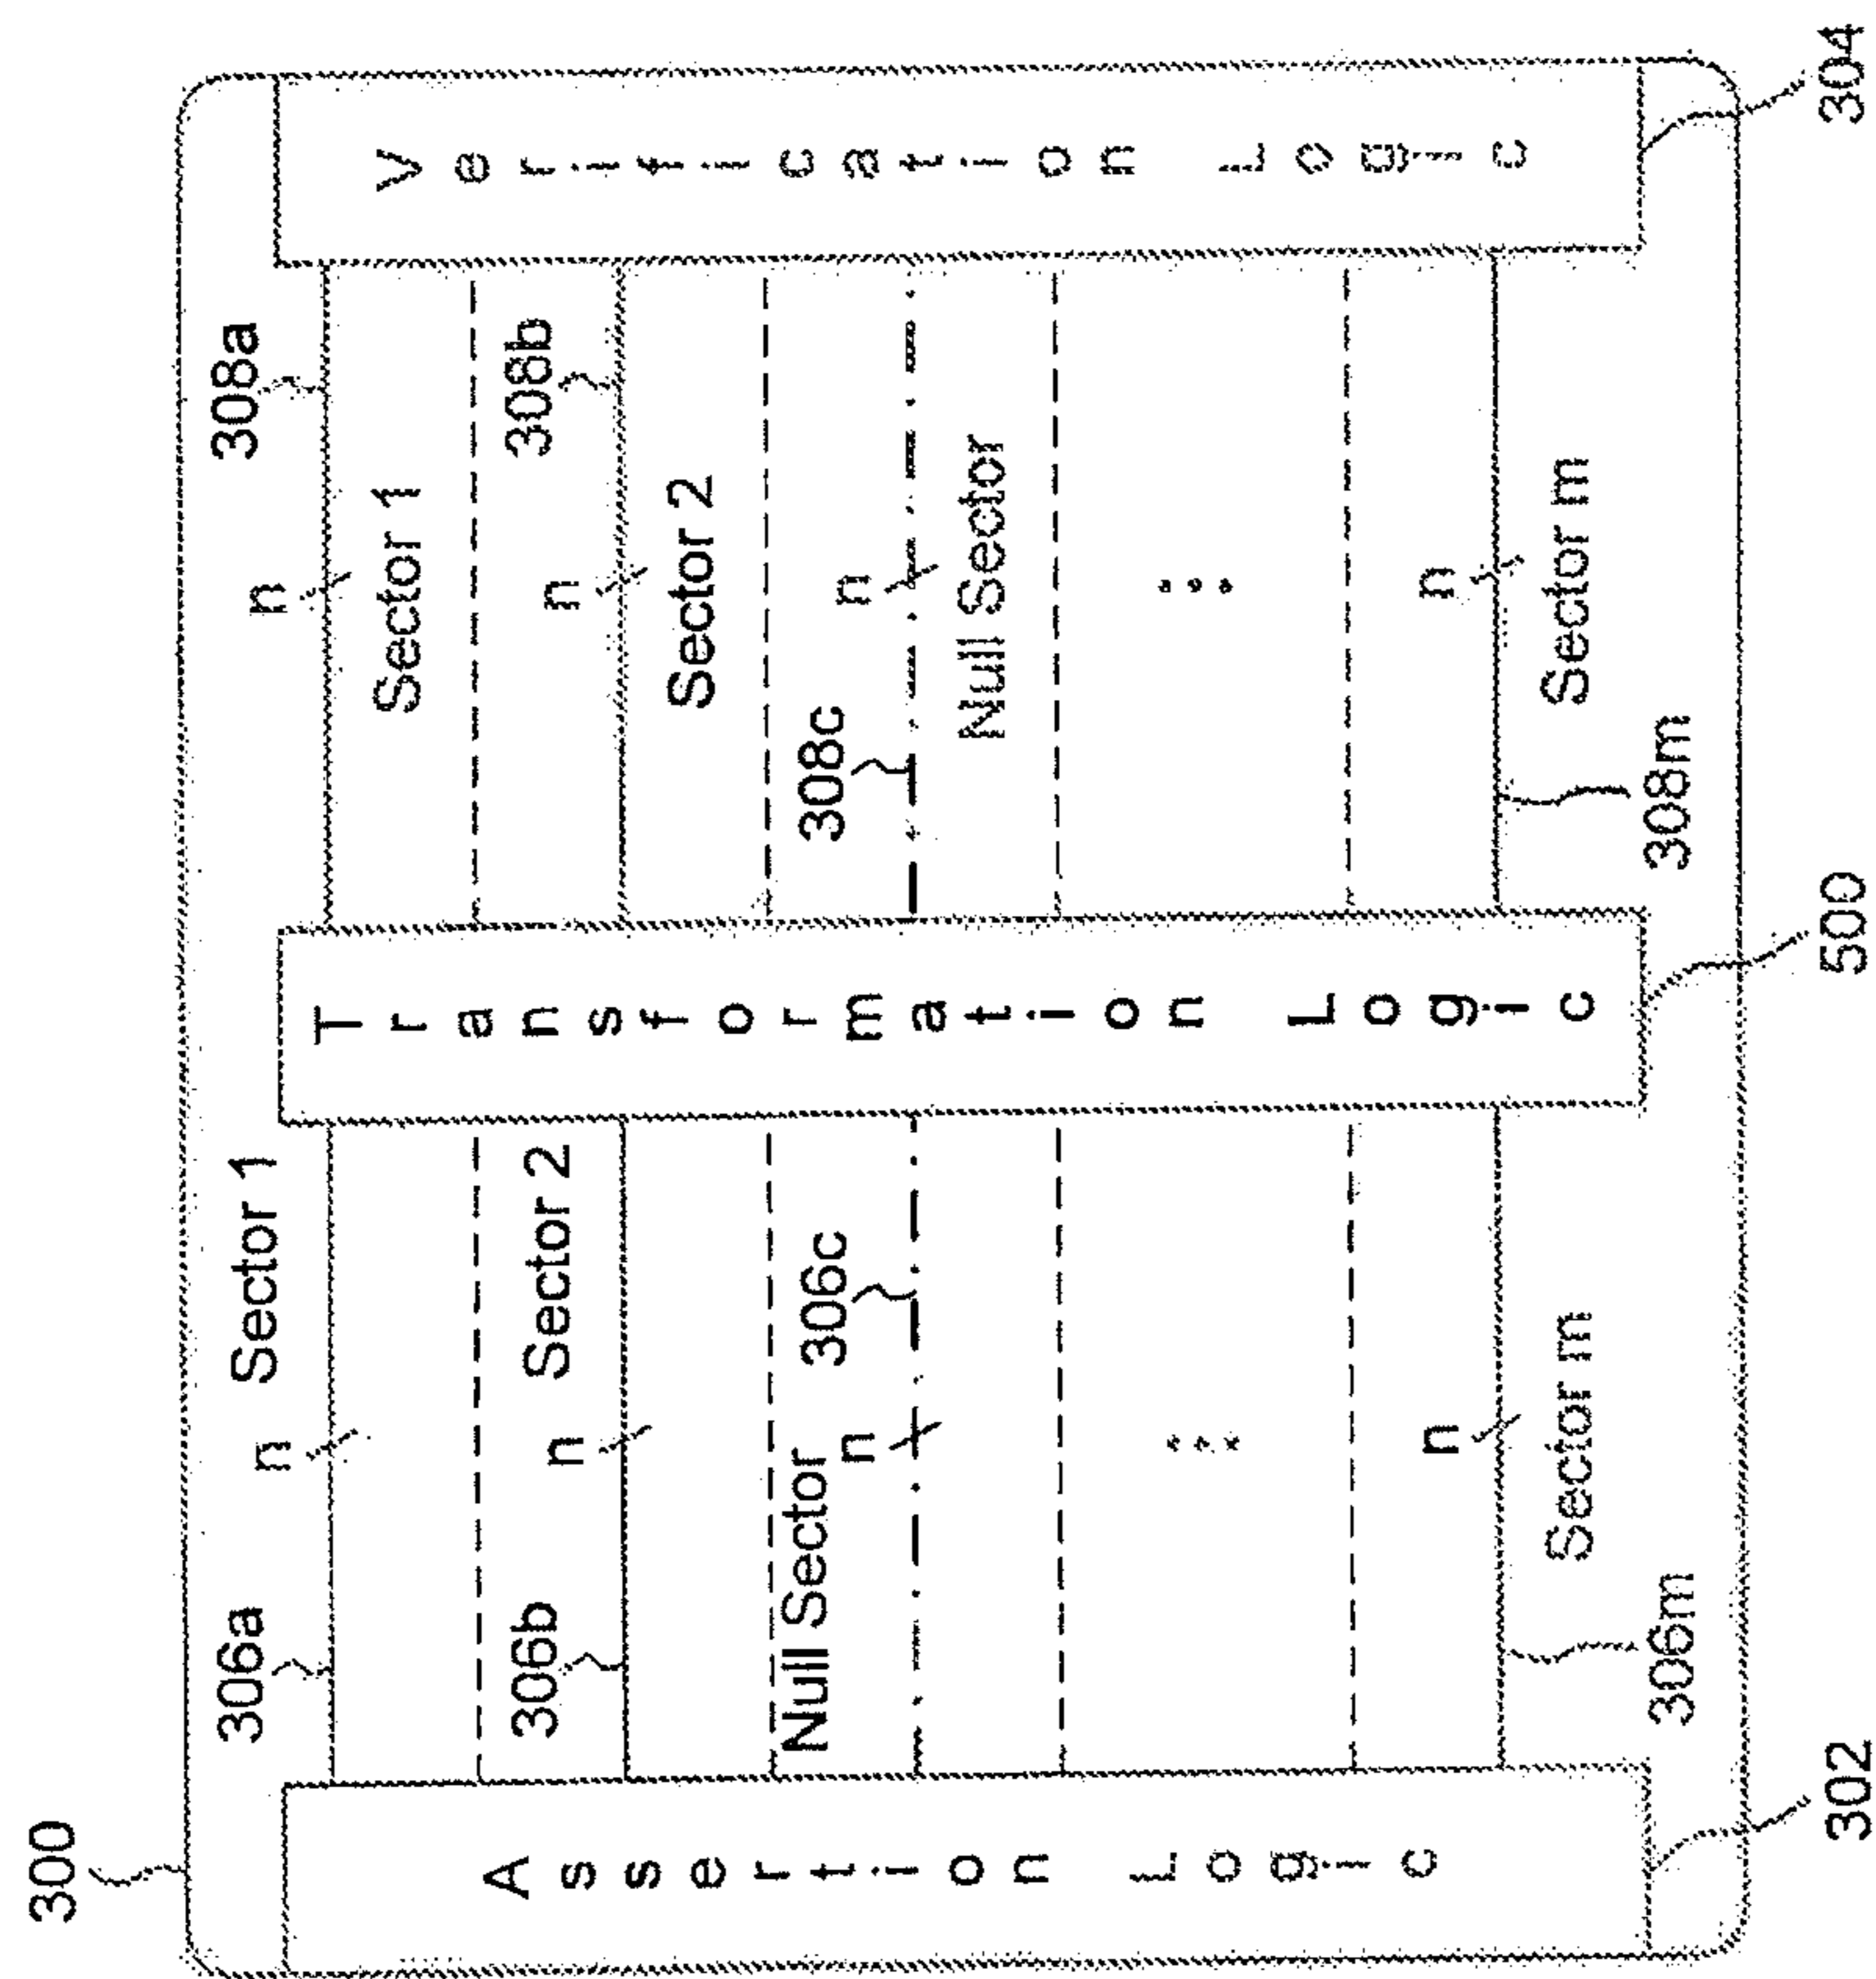 300
306a
n
Sector 1
308a
n
Sector 1
306b
n
Sector 2
308b
n
Sector 2
Null Sector
n
306c
308c
n
Null Sector
n
Sector m
306m
n
Sector m
308m
Assertion Logic
Transformation Logic
Verification Logic
302
500
304